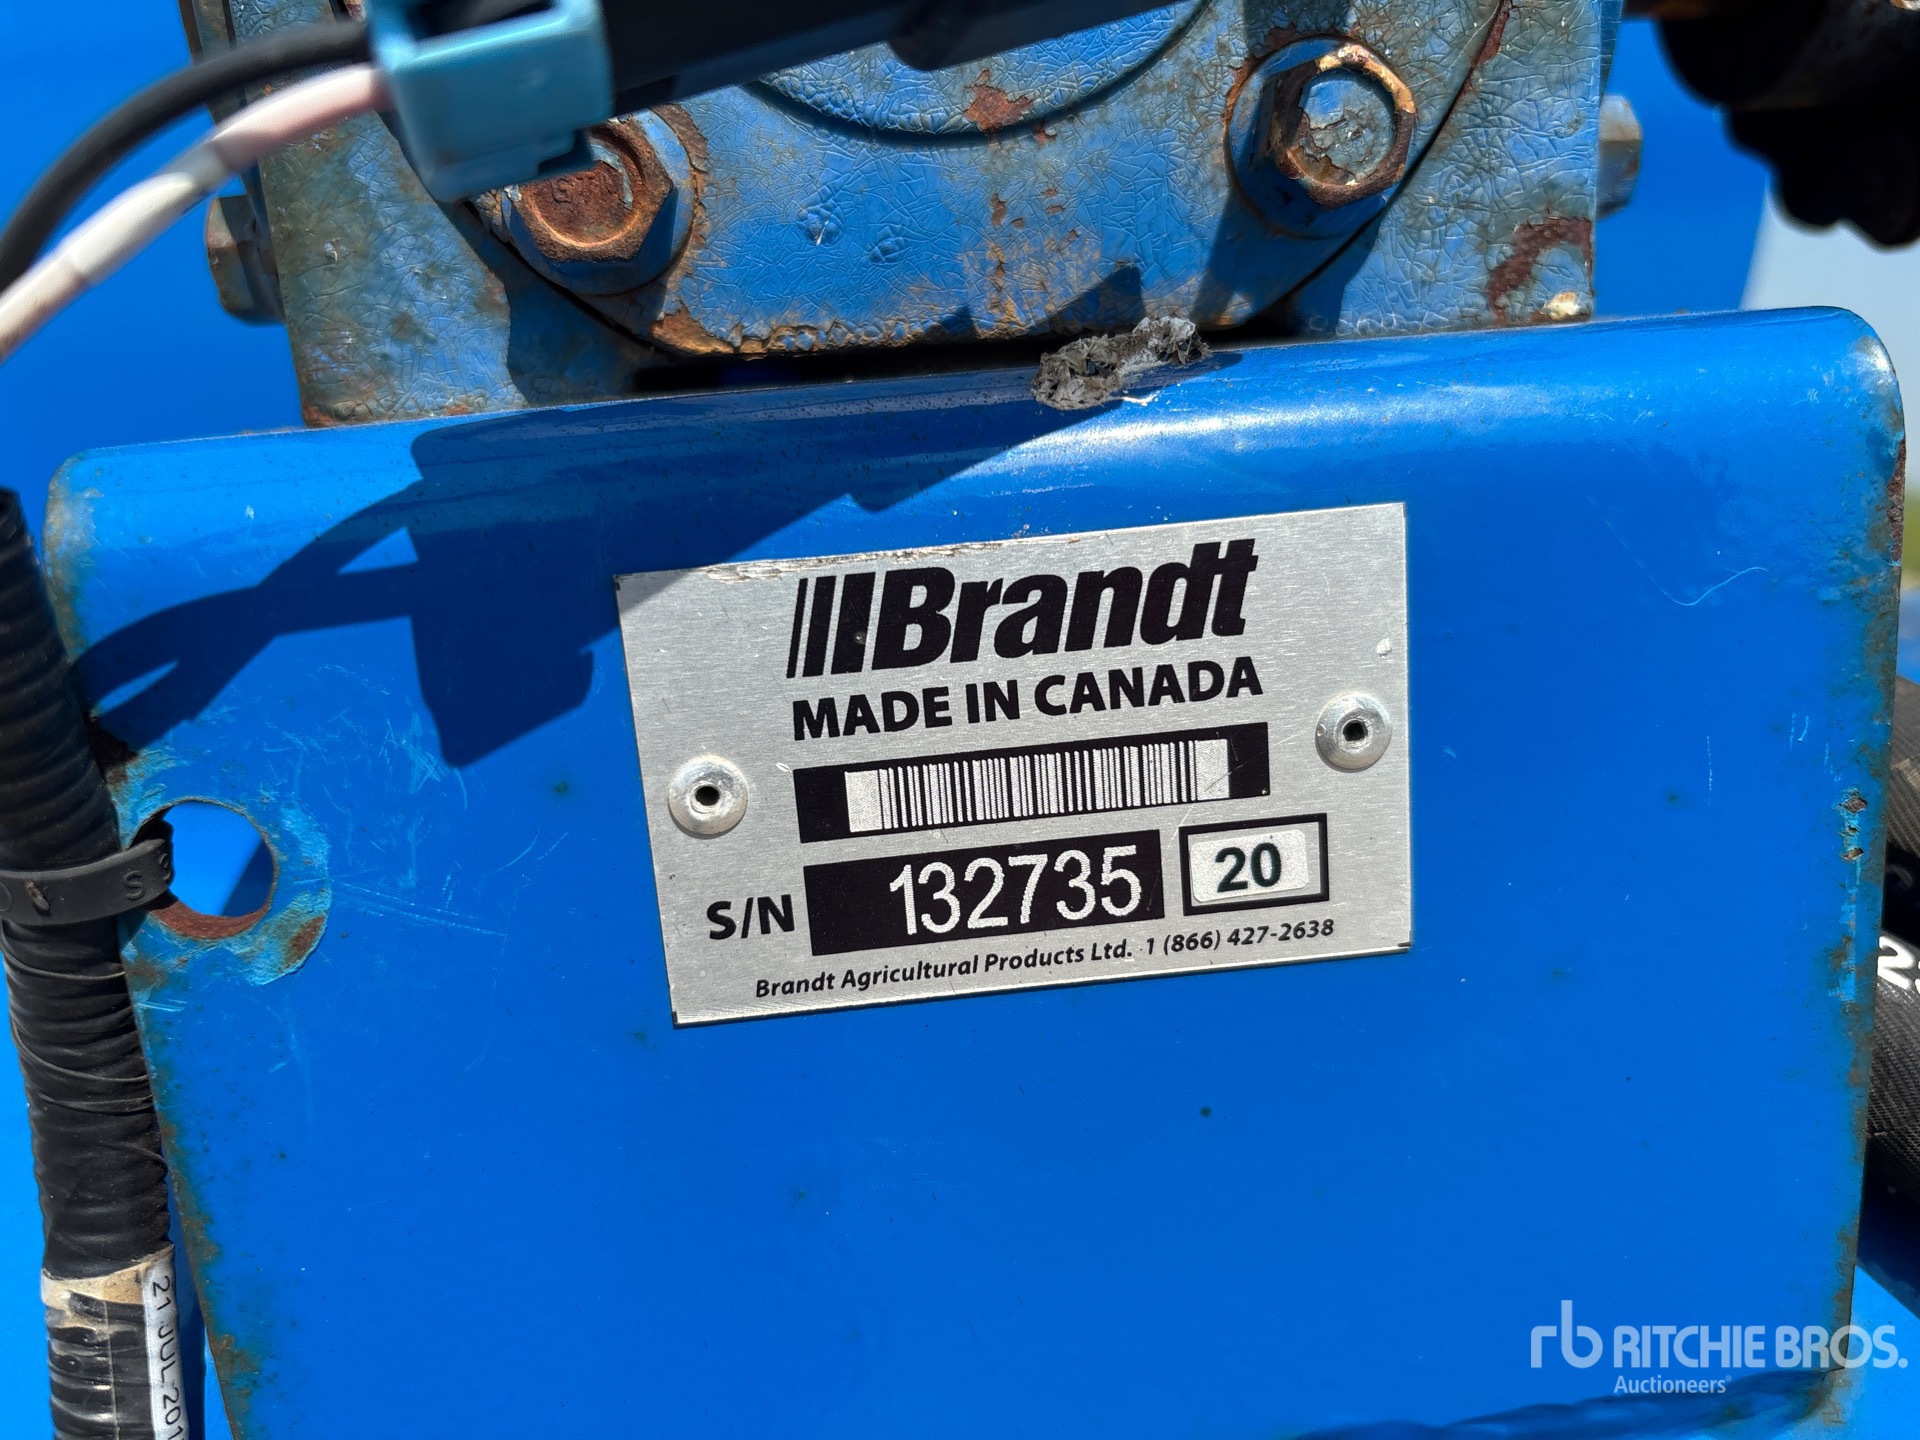 Brandt
MADE IN CANADA
S/N 132735 20
Brandt Agricultural Products Ltd. 1 (866) 427-2638
S
21 JUL-201
rb RITCHIE BROS.
Auctioneers